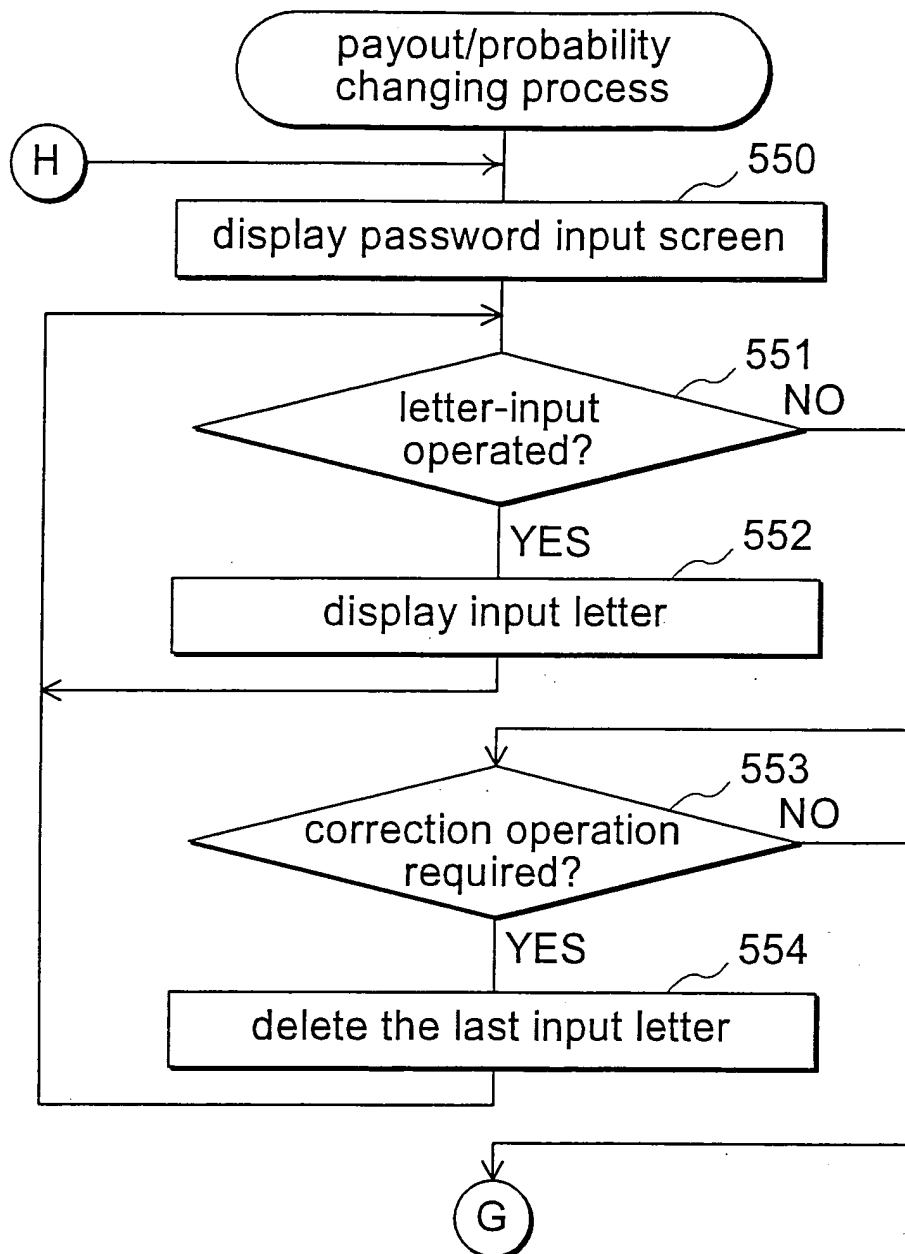 payout/probability
changing process
H
550
display password input screen
551
NO
letter-input
operated?
YES
552
display input letter
553
NO
correction operation
required?
YES
554
delete the last input letter
G